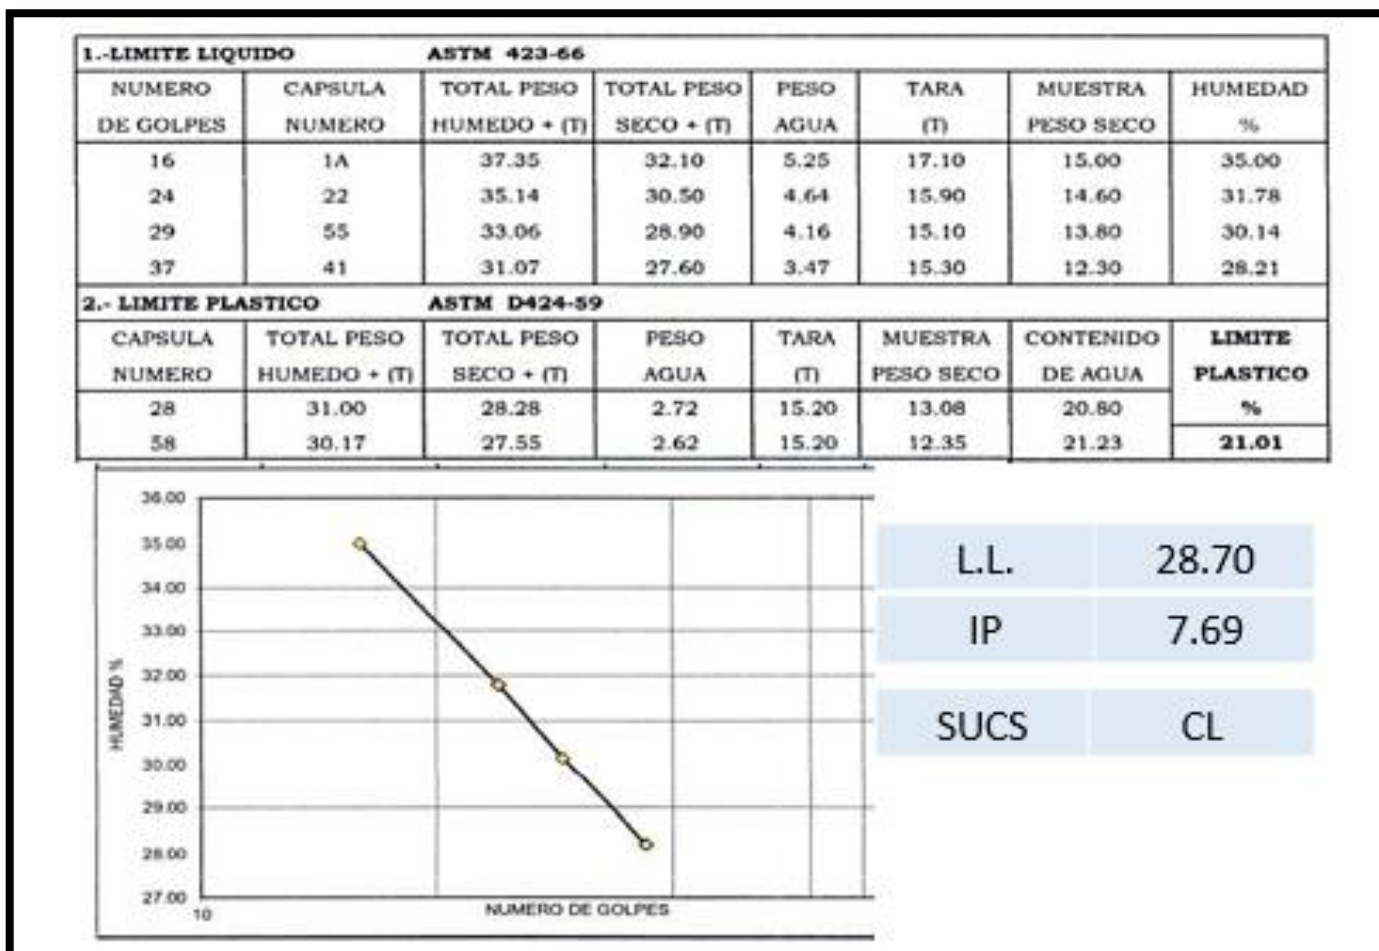 1.-LIMITE LIQUIDO ASTM 423-66
NUMERO DE GOLPES CAPSULA NUMERO TOTAL PESO HUMEDO + (T) TOTAL PESO SECO + (T) PESO AGUA TARA (T) MUESTRA PESO SECO HUMEDAD %
16 1A 37.35 32.10 5.25 17.10 15.00 35.00
24 22 35.14 30.50 4.64 15.90 14.60 31.78
29 55 33.06 28.90 4.16 15.10 13.80 30.14
37 41 31.07 27.60 3.47 15.30 12.30 28.21
2.- LIMITE PLASTICO ASTM D424-59
CAPSULA NUMERO TOTAL PESO HUMEDO + (T) TOTAL PESO SECO + (T) PESO AGUA TARA (T) MUESTRA PESO SECO CONTENIDO DE AGUA LIMITE PLASTICO %
28 31.00 28.28 2.72 15.20 13.08 20.80
58 30.17 27.55 2.62 15.20 12.35 21.23 21.01
36.00
35.00
34.00
33.00
32.00
31.00
30.00
29.00
28.00
27.00
HUMEDAD %
10
NUMERO DE GOLPES
L.L. 28.70
IP 7.69
SUCS CL